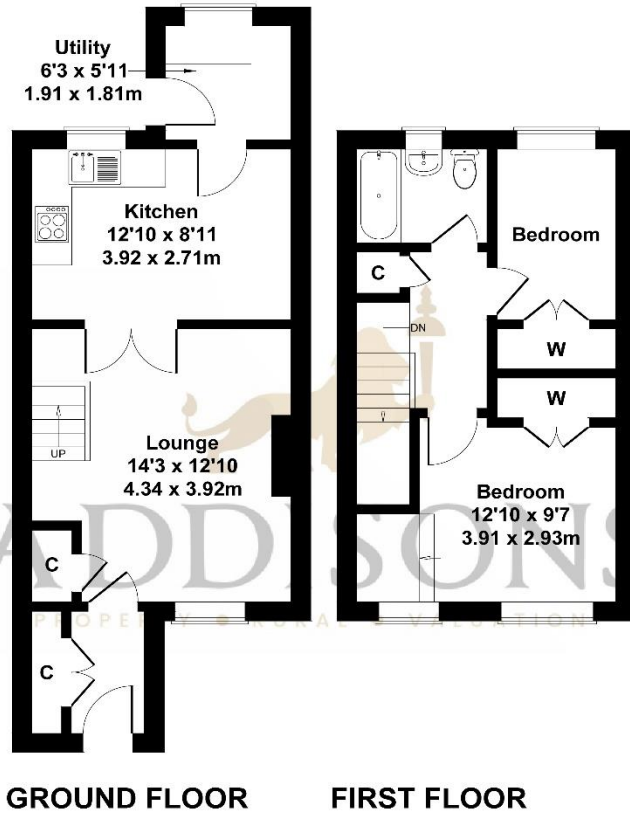 Utility
6'3 x 5'11
1.91 x 1.81m
Kitchen
12'10 x 8'11
3.92 x 2.71m
UP
Lounge
14'3 x 12'10
4.34 x 3.92m
C
C
C
DN
Bedroom
W
W
Bedroom
12'10 x 9'7
3.91 x 2.93m
ADDISONS
PROPERTY • RURAL • VALUATION
GROUND FLOOR
FIRST FLOOR